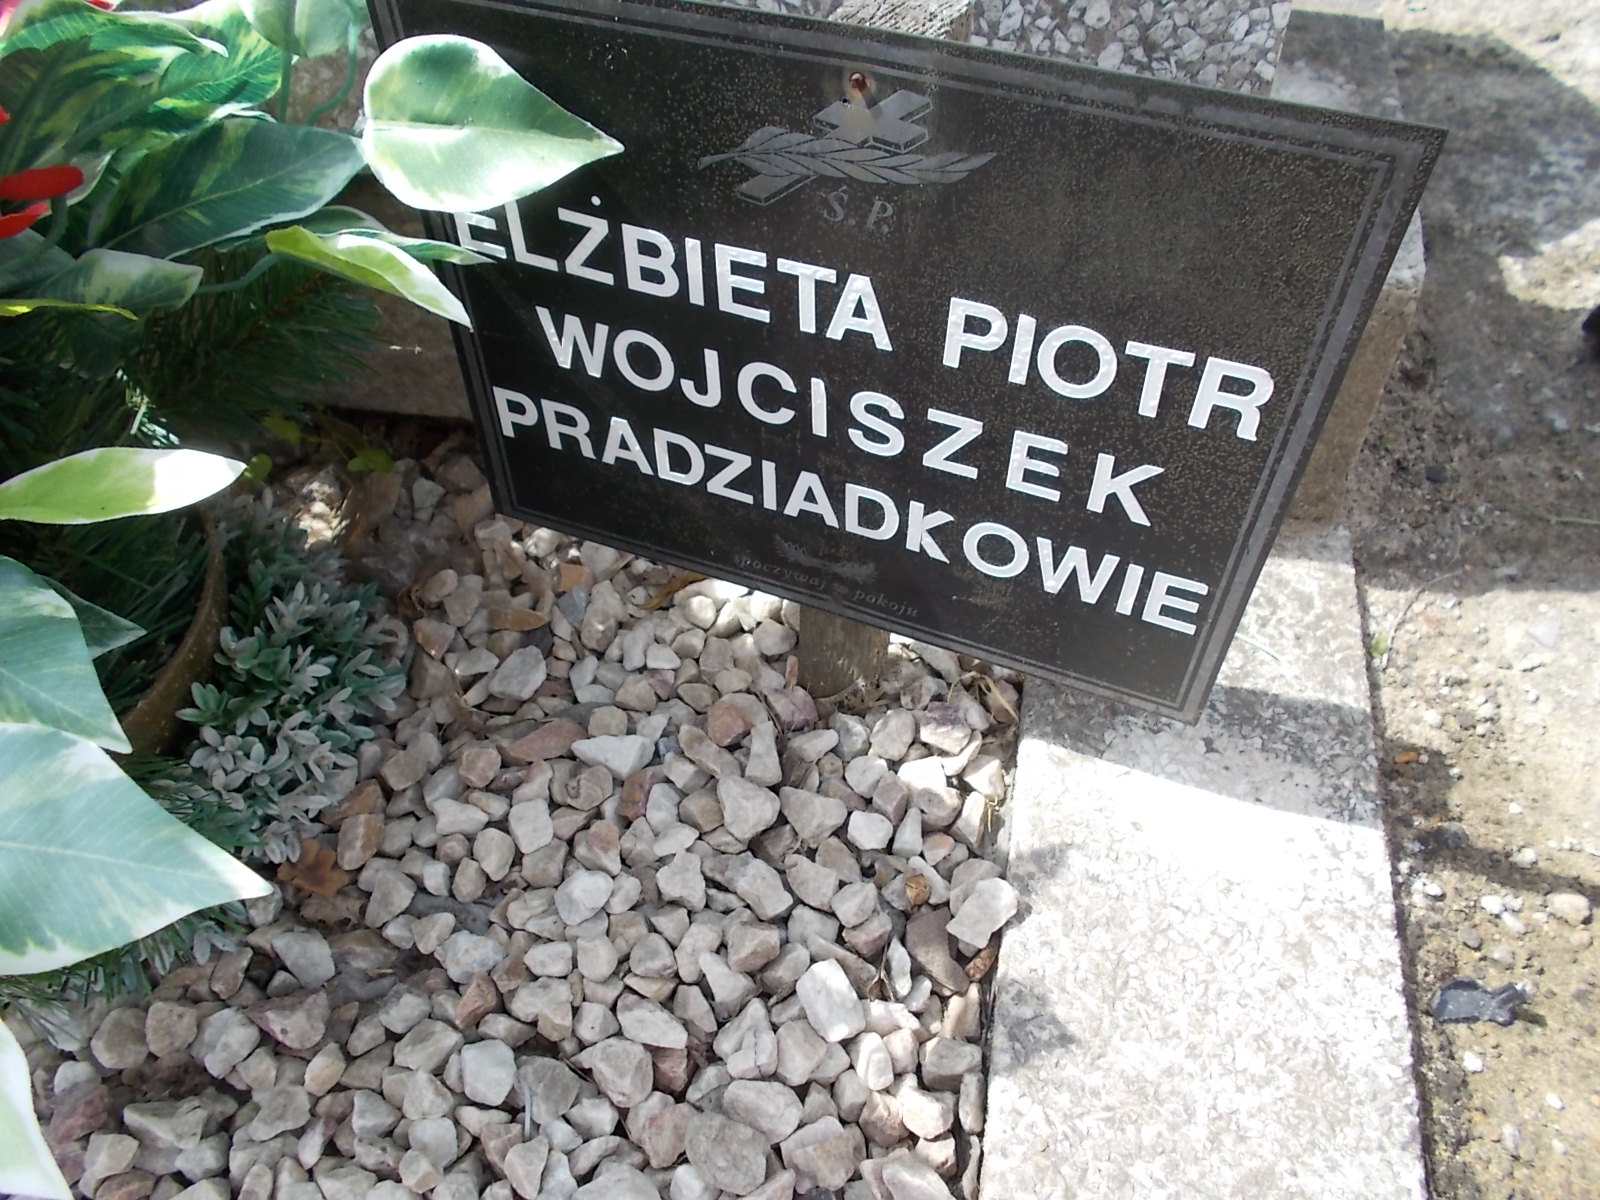 Ś. P.
ELŻBIETA PIOTR
WOJCISZEK
PRADZIADKOWIE
spoczywaj w pokoju